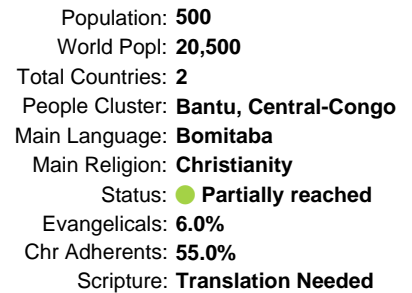 Population: 500
World Popl: 20,500
Total Countries: 2
People Cluster: Bantu, Central-Congo
Main Language: Bomitaba
Main Religion: Christianity
Status: Partially reached
Evangelicals: 6.0%
Chr Adherents: 55.0%
Scripture: Translation Needed